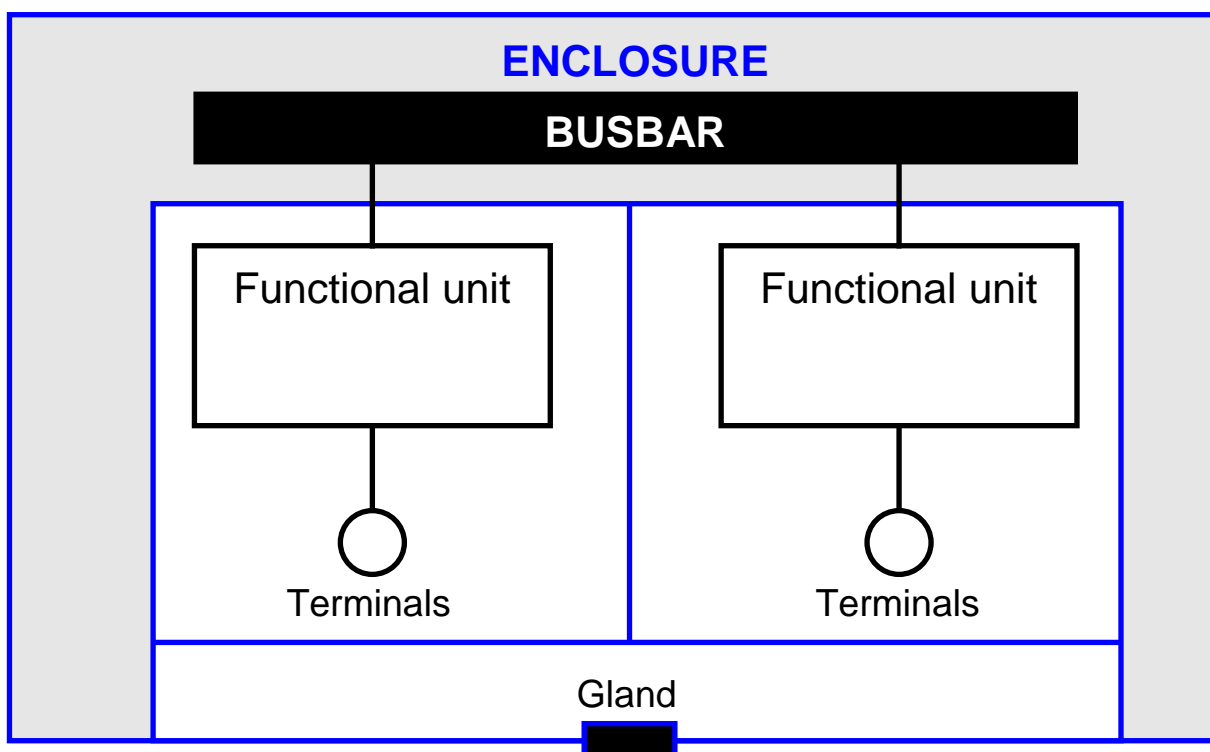 ENCLOSURE
BUSBAR
Functional unit
Functional unit
Terminals
Terminals
Gland